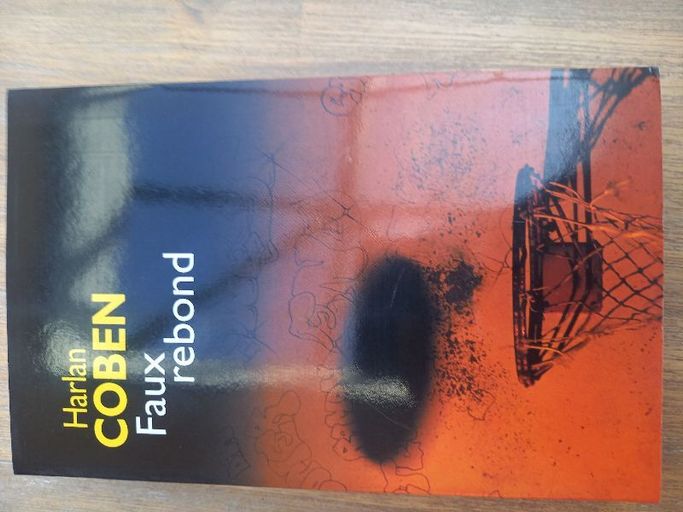 Harlan
COBEN
Faux
rebond